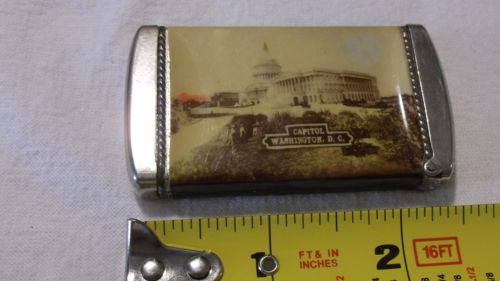 CAPITOL
WASHINGTON, D. C.
1 FT & IN 2 16FT
INCHES